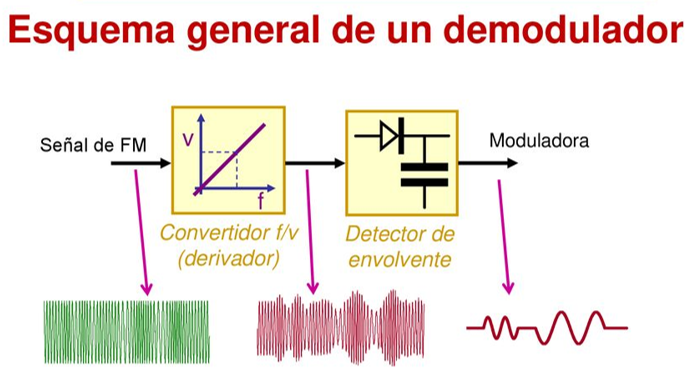 Esquema general de un demodulador
Señal de FM
V
f
Moduladora
Convertidor f/v
(derivador)
Detector de
envolvente